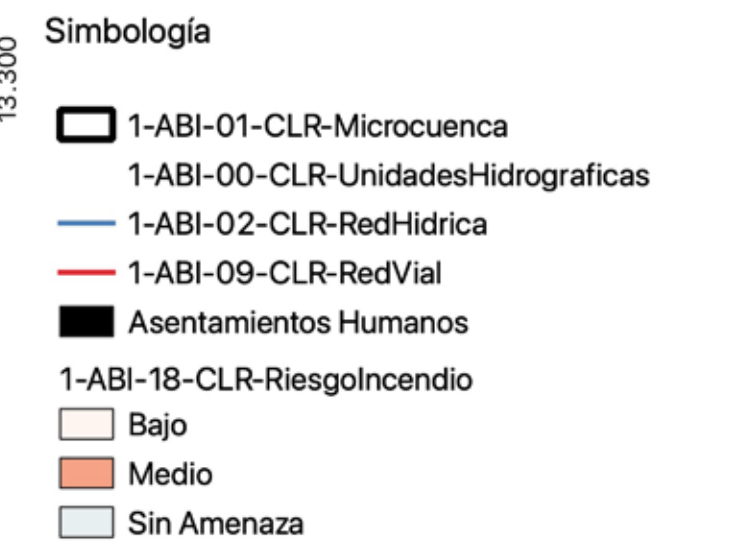 Simbología
13.300
1-ABI-01-CLR-Microcuenca
1-ABI-00-CLR-UnidadesHidrograficas
1-ABI-02-CLR-RedHidrica
1-ABI-09-CLR-RedVial
Asentamientos Humanos
1-ABI-18-CLR-RiesgoIncendio
Bajo
Medio
Sin Amenaza